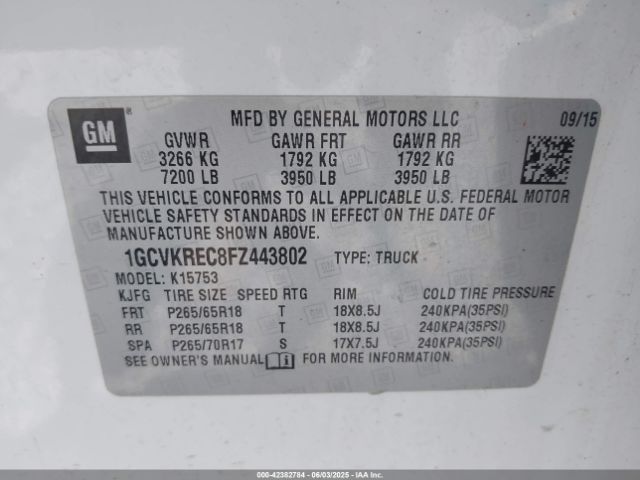 GM
MFD BY GENERAL MOTORS LLC 09/15
GVWR GAWR FRT GAWR RR
3266 KG 1792 KG 1792 KG
7200 LB 3950 LB 3950 LB
THIS VEHICLE CONFORMS TO ALL APPLICABLE U.S. FEDERAL MOTOR
VEHICLE SAFETY STANDARDS IN EFFECT ON THE DATE OF
MANUFACTURE SHOWN ABOVE.
1GCVKREC8FZ443802 TYPE: TRUCK
MODEL: K15753
KJFG TIRE SIZE SPEED RTG RIM COLD TIRE PRESSURE
FRT P265/65R18 T 18X8.5J 240KPA(35PSI)
RR P265/65R18 T 18X8.5J 240KPA(35PSI)
SPA P265/70R17 S 17X7.5J 240KPA(35PSI)
SEE OWNER'S MANUAL FOR MORE INFORMATION.
000-42382784 - 06/03/2025 - IAAI.CA